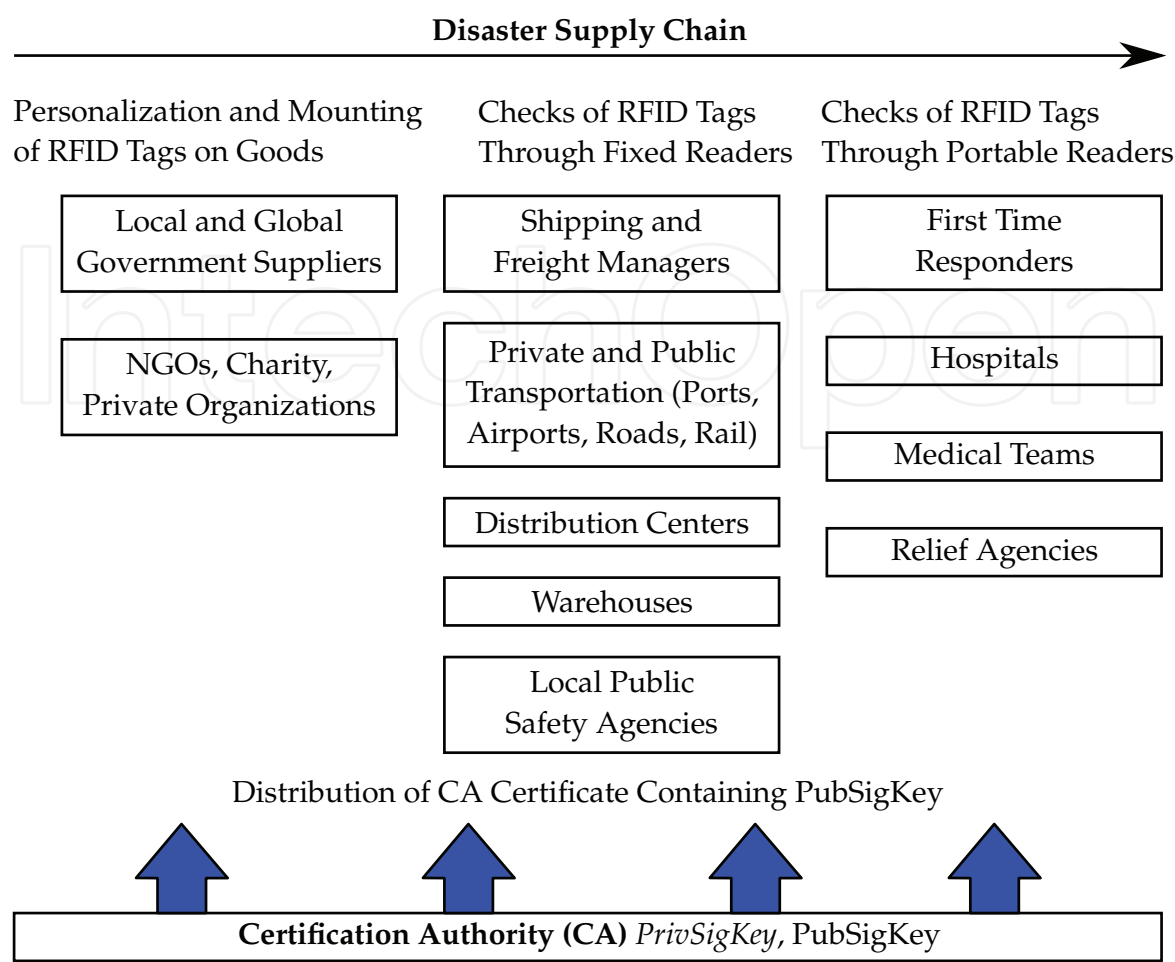 Disaster Supply Chain
Personalization and Mounting
of RFID Tags on Goods
Local and Global
Government Suppliers
NGOs, Charity,
Private Organizations
Checks of RFID Tags
Through Fixed Readers
Shipping and
Freight Managers
Private and Public
Transportation (Ports,
Airports, Roads, Rail)
Distribution Centers
Warehouses
Local Public
Safety Agencies
Checks of RFID Tags
Through Portable Readers
First Time
Responders
Hospitals
Medical Teams
Relief Agencies
Distribution of CA Certificate Containing PubSigKey
Certification Authority (CA) PrivSigKey, PubSigKey
IntechOpen